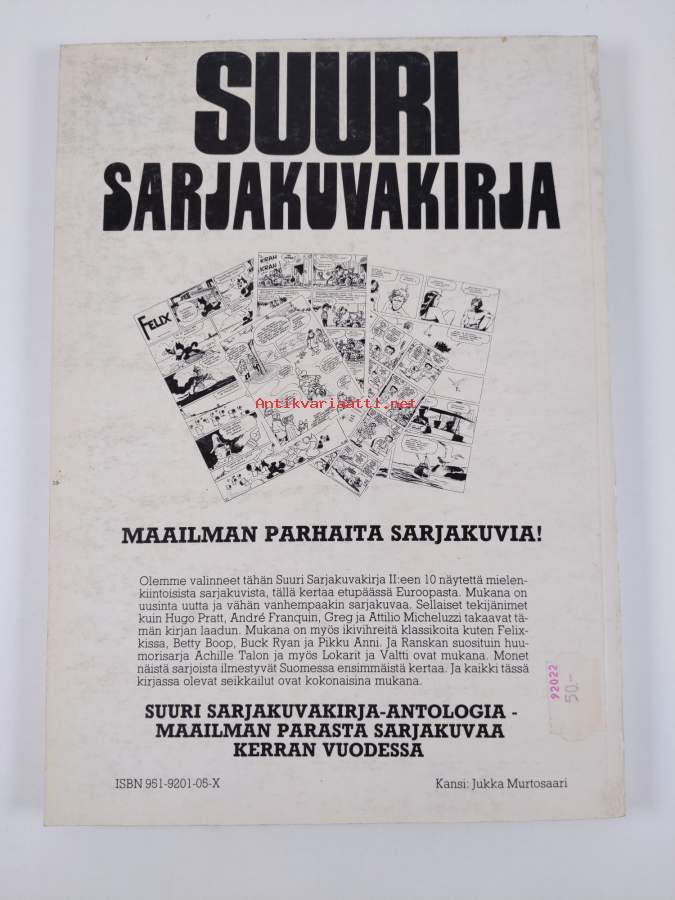 SUURI
SARJAKUVAKIRJA
FELIX
KRAH
KRAH
Antikvariaatti.net
MAAILMAN PARHAITA SARJAKUVIA!
Olemme valinneet tähän Suuri Sarjakuvakirja II:een 10 näytettä mielen-
kiintoisista sarjakuvista, tällä kertaa etupäässä Euroopasta. Mukana on
uusinta uutta ja vähän vanhempaakin sarjakuvaa. Sellaiset tekijänimet
kuin Hugo Pratt, André Franquin, Greg ja Attilio Micheluzzi takaavat tä-
män kirjan laadun. Mukana on myös ikivihreitä klassikoita kuten Felix-
kissa, Betty Boop, Buck Ryan ja Pikku Anni. Ja Ranskan suosituin huu-
morisarja Achille Talon ja myös Lokarit ja Valtti ovat mukana. Monet
näistä sarjoista ilmestyvät Suomessa ensimmäistä kertaa. Ja kaikki tässä
kirjassa olevat seikkailut ovat kokonaisina mukana.
92022
50.-
SUURI SARJAKUVAKIRJA-ANTOLOGIA -
MAAILMAN PARASTA SARJAKUVAA
KERRAN VUODESSA
ISBN 951-9201-05-X
Kansi: Jukka Murtosaari